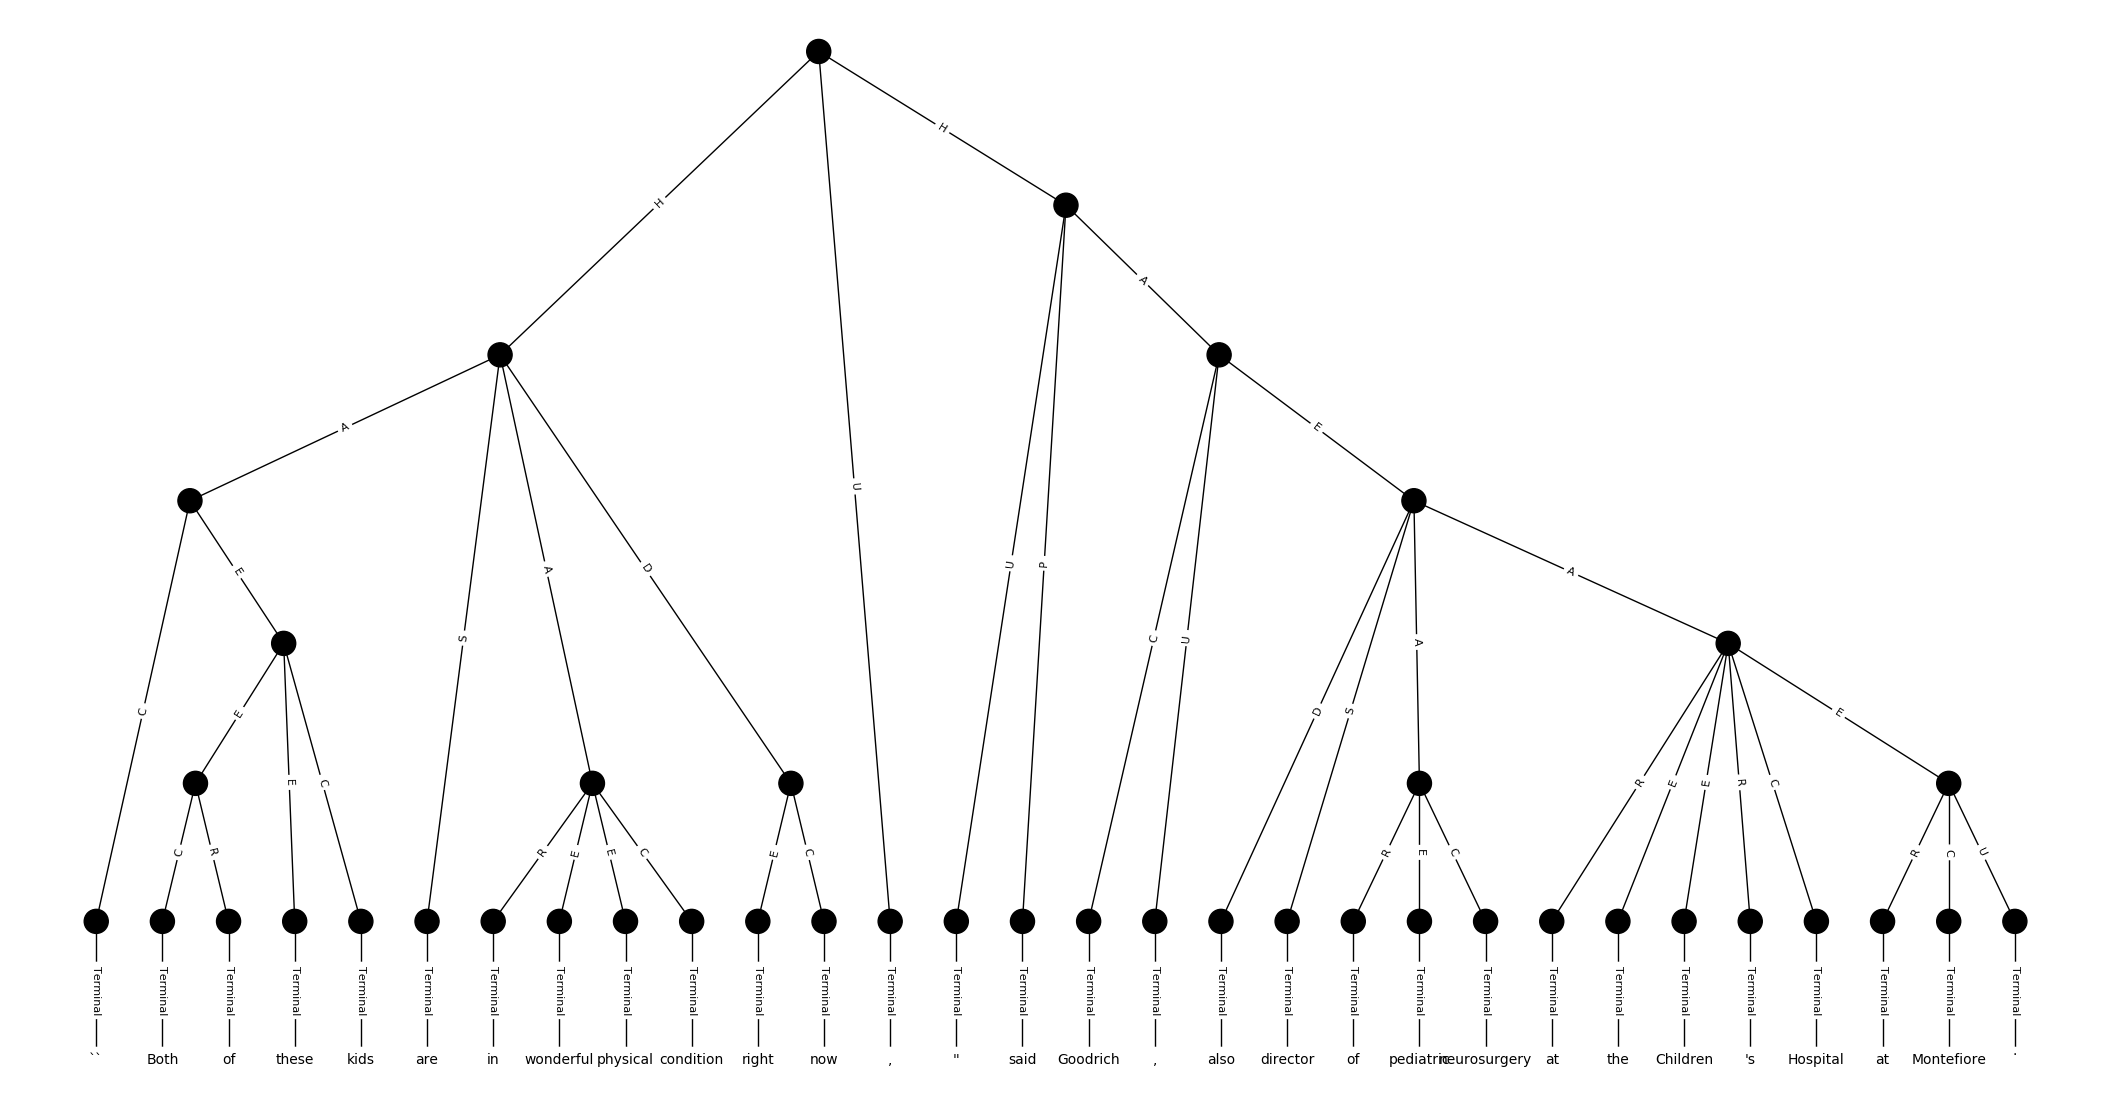 H H
H
A
A
E
A D
E A
U
U P
S C U A
C E D S E
E C R E E R C
C R R E E C E C R E C R C U
Terminal Terminal Terminal Terminal Terminal Terminal Terminal Terminal Terminal Terminal Terminal Terminal Terminal Terminal Terminal Terminal Terminal Terminal Terminal Terminal Terminal Terminal Terminal Terminal Terminal Terminal Terminal Terminal Terminal Terminal
`` Both of these kids are in wonderful physical condition right now , " said Goodrich , also director of pediatric neurosurgery at the Children 's Hospital at Montefiore .